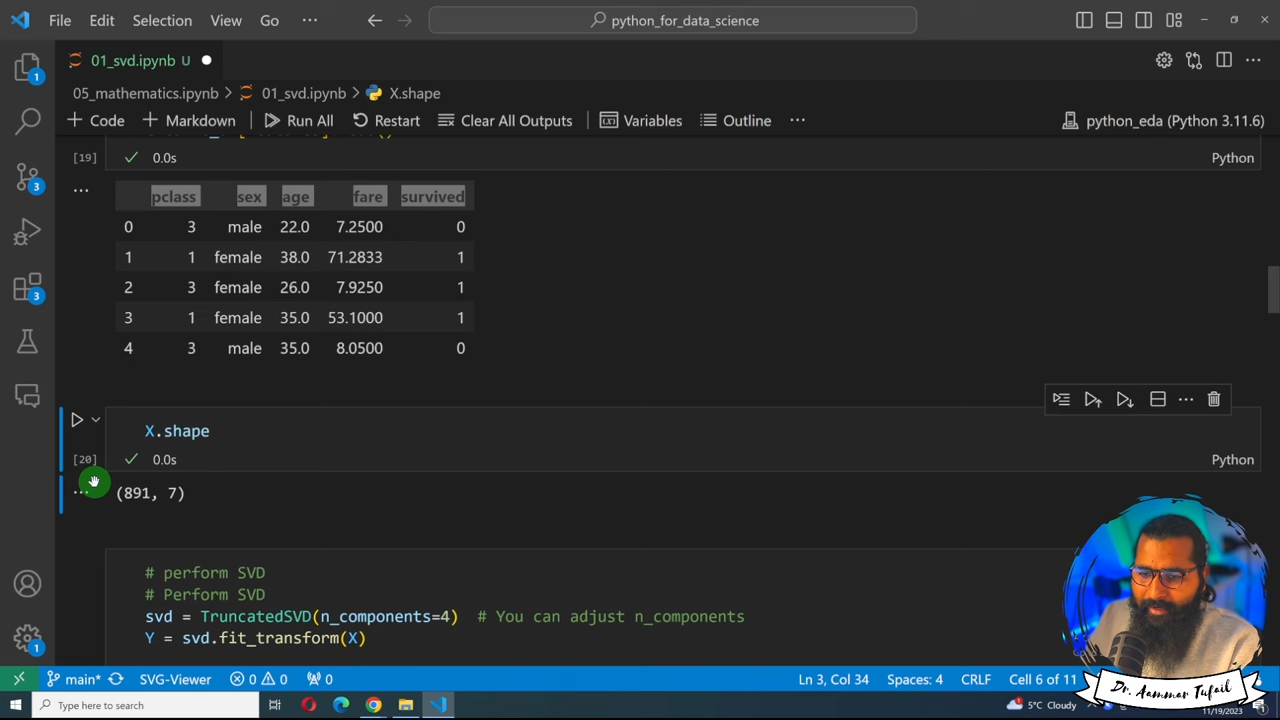 File Edit Selection View Go ··· python_for_data_science
01_svd.ipynb U
05_mathematics.ipynb > 01_svd.ipynb > X.shape
Code Markdown Run All Restart Clear All Outputs Variables Outline ··· python_eda (Python 3.11.6)
[19] 0.0s Python
pclass sex age fare survived
0 3 male 22.0 7.2500 0
1 1 female 38.0 71.2833 1
2 3 female 26.0 7.9250 1
3 1 female 35.0 53.1000 1
4 3 male 35.0 8.0500 0
X.shape
[20] 0.0s Python
(891, 7)
# perform SVD
# Perform SVD
svd = TruncatedSVD(n_components=4) # You can adjust n_components
Y = svd.fit_transform(X)
main* SVG-Viewer 0 0 0 Ln 3, Col 34 Spaces: 4 CRLF Cell 6 of 11
Dr. Aammar Tufail
Type here to search 5°C Cloudy 11/19/2023
1
3
3
1